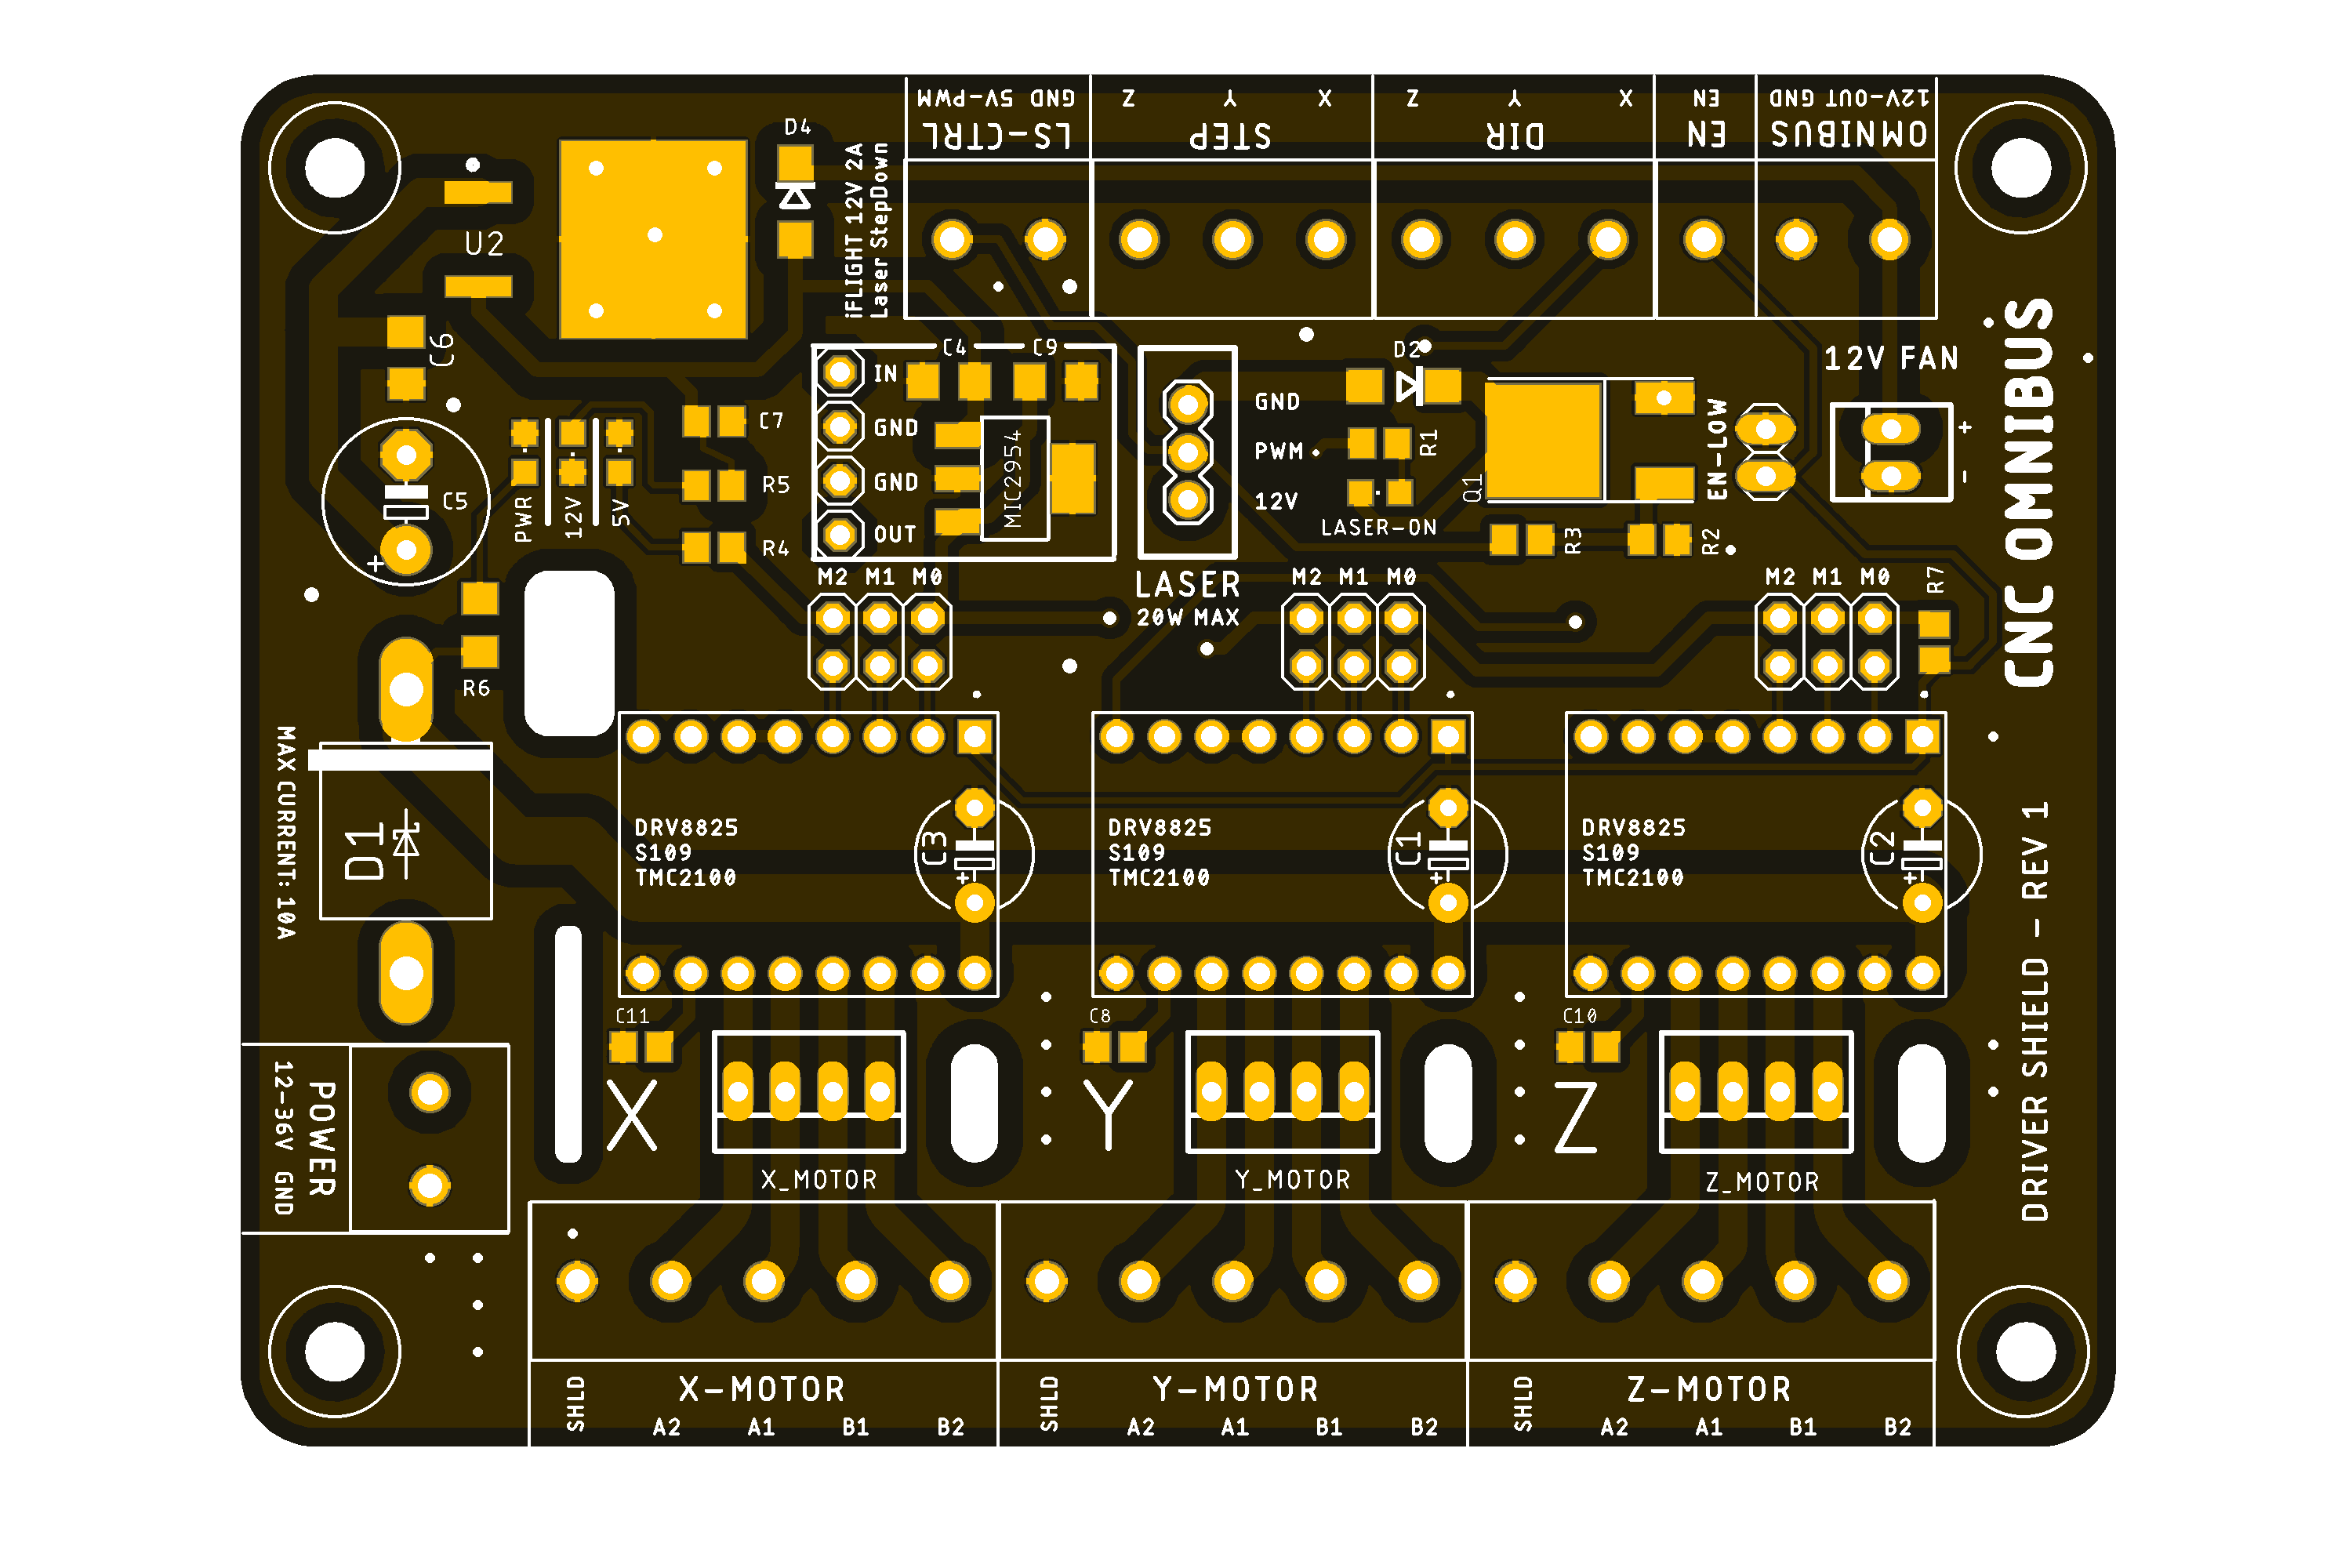 GND 5V-PWM
LS-CTRL
Z Y X
STEP
Z Y X
DIR
EN
EN
12V-OUT GND
OMNIBUS
D4
U2
iFLIGHT 12V 2A
Laser StepDown
C6
C5
+
PWR
12V
5V
C7
R5
R4
R6
IN
GND
GND
OUT
C4
C9
MIC2954
GND
PWM
12V
LASER
20W MAX
D2
R1
LASER-ON
Q1
R3
R2
EN-LOW
12V FAN
+
-
R7
CNC OMNIBUS
DRIVER SHIELD - REV 1
M2 M1 M0
M2 M1 M0
M2 M1 M0
MAX CURRENT: 10A
D1
DRV8825
S109
TMC2100
C3
+
DRV8825
S109
TMC2100
C1
+
DRV8825
S109
TMC2100
C2
+
POWER
12-36V GND
C11
X
X_MOTOR
C8
Y
Y_MOTOR
C10
Z
Z_MOTOR
X-MOTOR
SHLD A2 A1 B1 B2
Y-MOTOR
SHLD A2 A1 B1 B2
Z-MOTOR
SHLD A2 A1 B1 B2